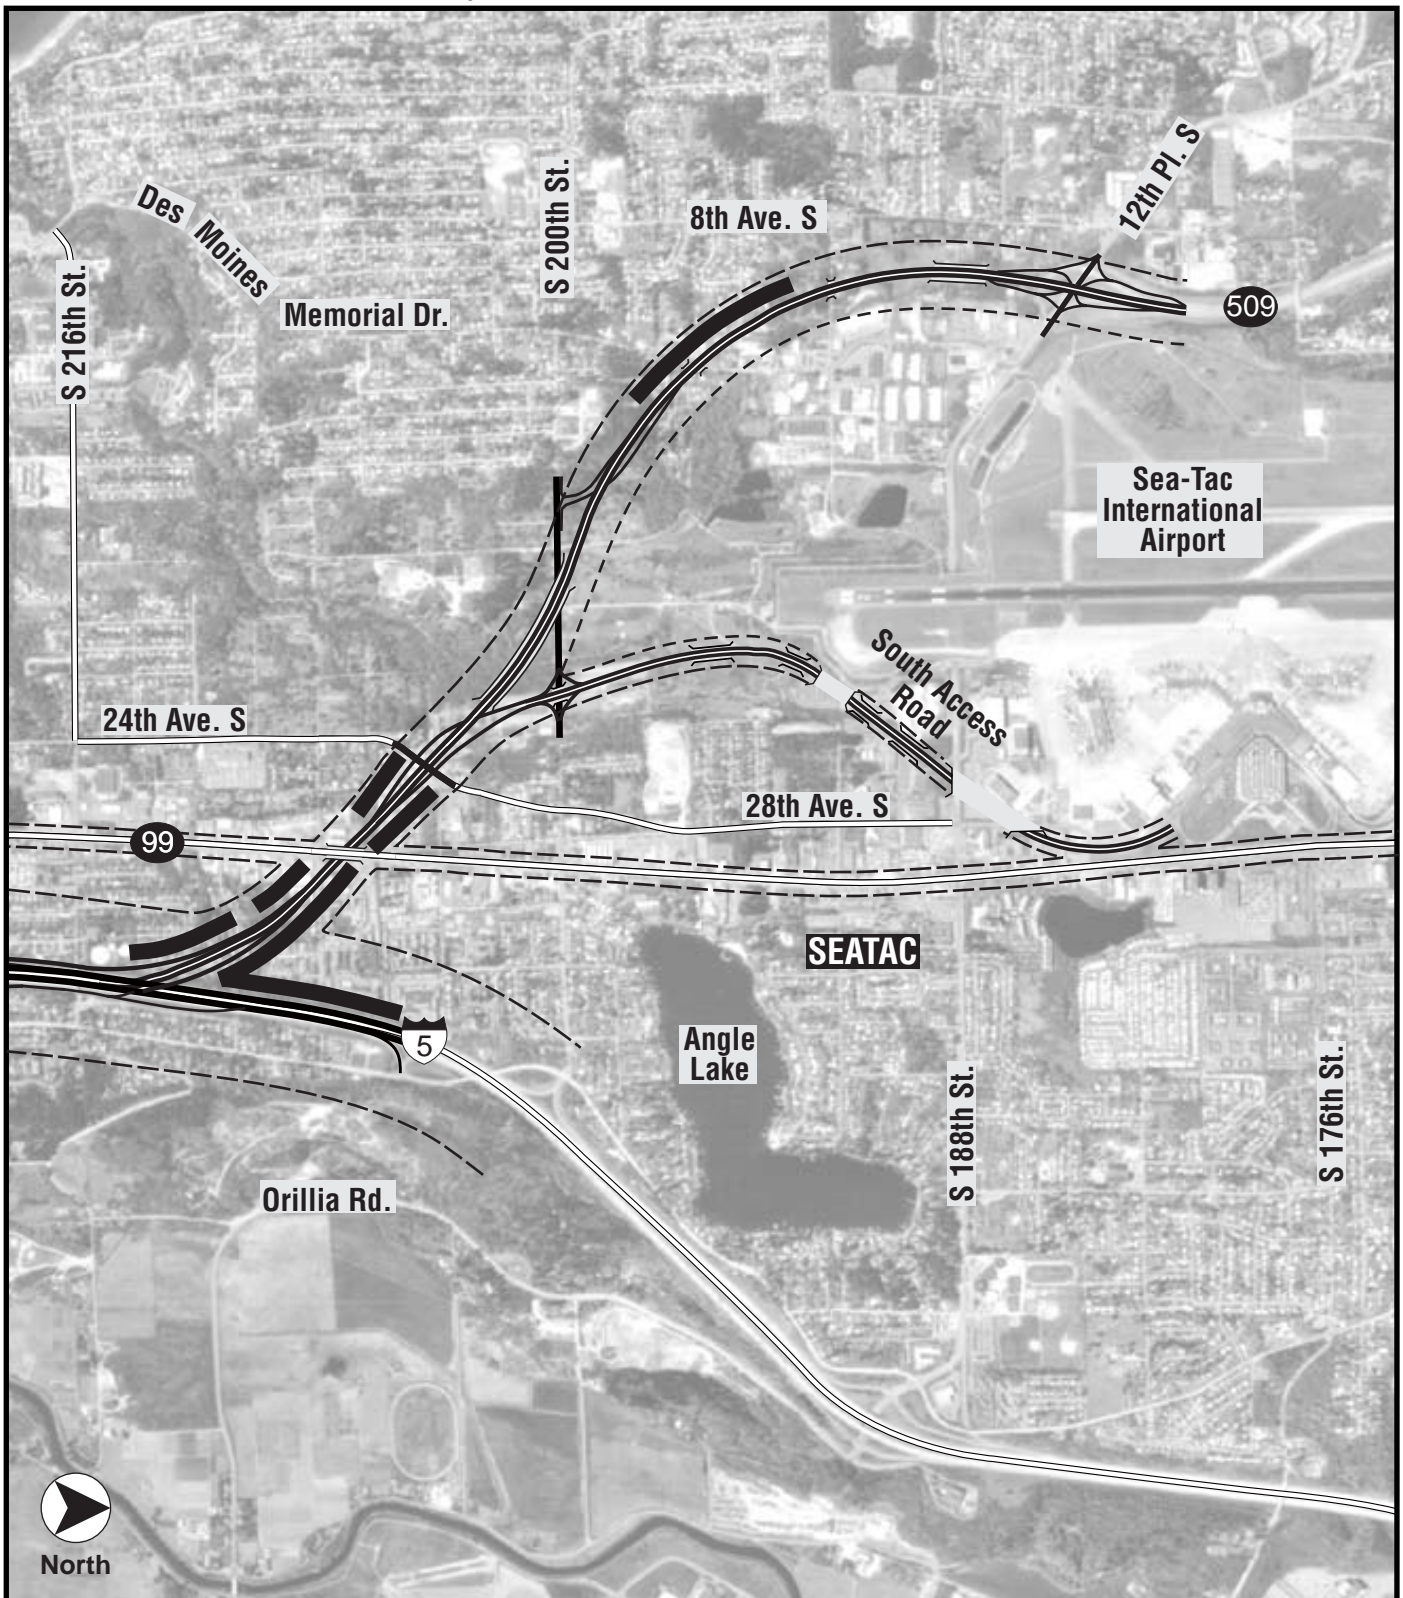 12th Pl. S
S 200th St.
Des Moines
Memorial Dr.
8th Ave. S
S 216th St.
509
Sea-Tac
International
Airport
South Access
Road
24th Ave. S
28th Ave. S
99
SEATAC
5
Angle
Lake
S 188th St.
S 176th St.
Orillia Rd.
North